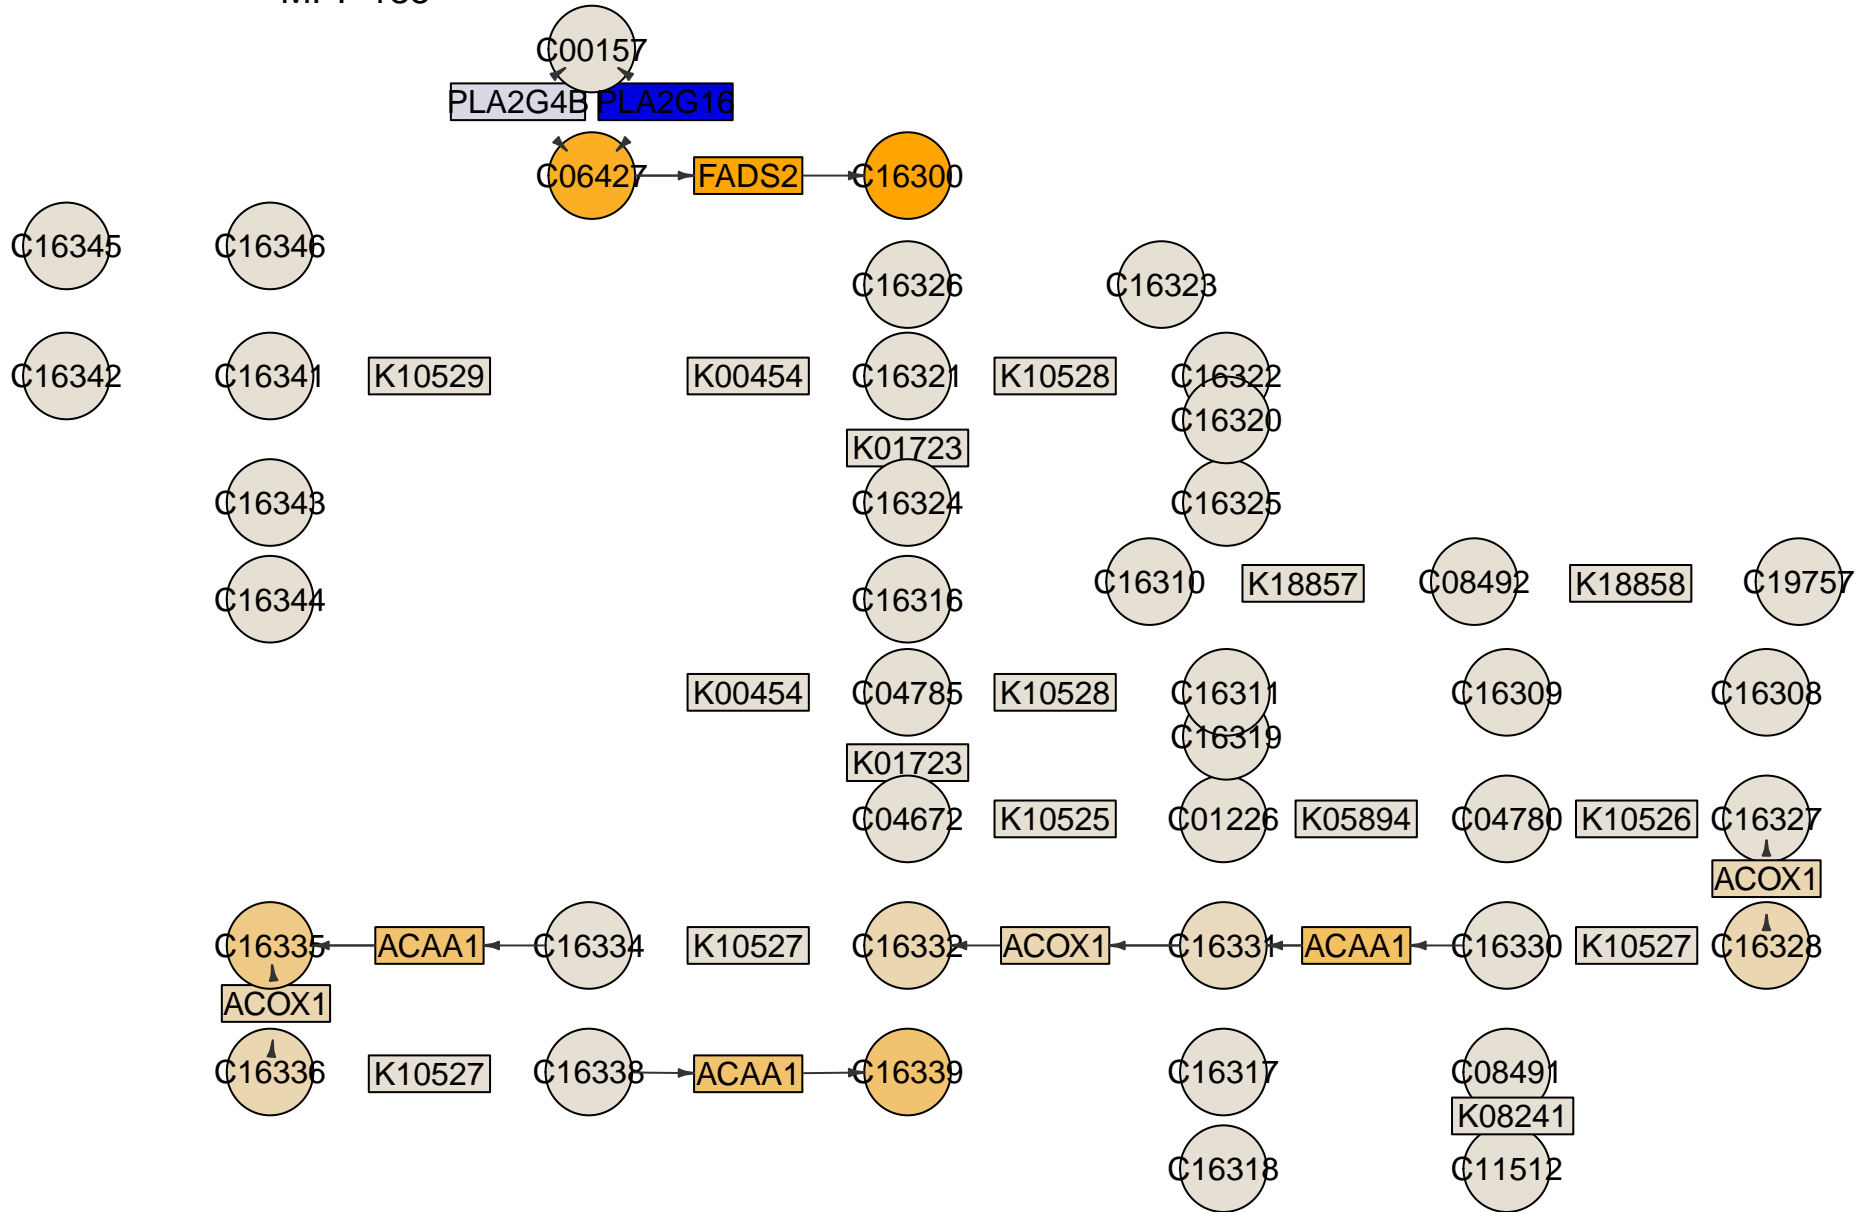 C00157
PLA2G4B PLA2G16
C06427 FADS2 C16300
C16345 C16346
C16326 C16323
C16342 C16341 K10529 K00454 C16321 K10528 C16322
C16320
K01723
C16343 C16324 C16325
C16310 K18857 C08492 K18858 C19757
C16344 C16316
K00454 C04785 K10528 C16311 C16309 C16308
C16319
K01723
C04672 K10525 C01226 K05894 C04780 K10526 C16327
ACOX1
C16335 ACAA1 C16334 K10527 C16332 ACOX1 C16331 ACAA1 C16330 K10527 C16328
ACOX1
C16336 K10527 C16338 ACAA1 C16339 C16317 C08491
K08241
C16318 C11512